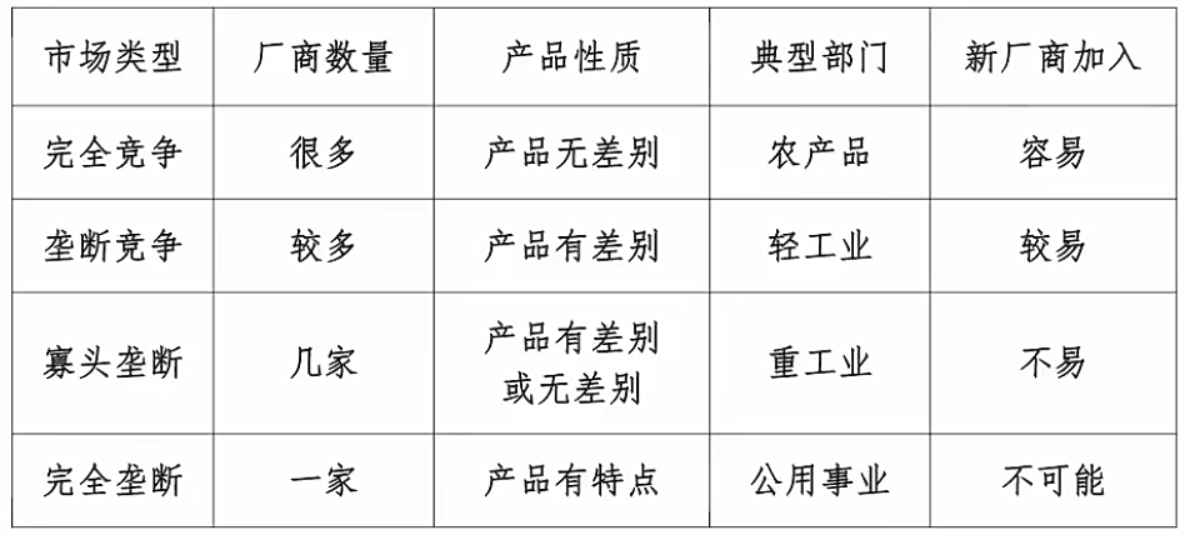 市场类型 厂商数量 产品性质 典型部门 新厂商加入
完全竞争 很多 产品无差别 农产品 容易
垄断竞争 较多 产品有差别 轻工业 较易
寡头垄断 几家 产品有差别 重工业 不易
或无差别
完全垄断 一家 产品有特点 公用事业 不可能